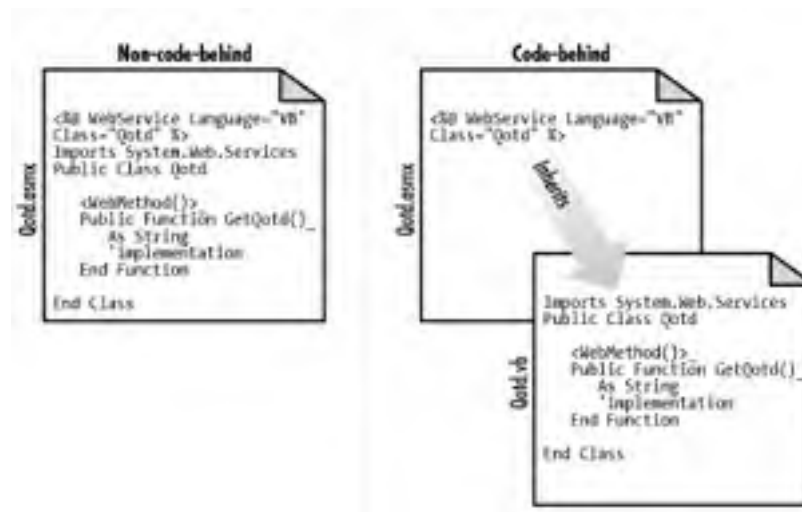 Non-code-behind
Qotd.asmx
<%@ WebService Language="VB"
Class="Qotd" %>
Imports System.Web.Services
Public Class Qotd
<WebMethod()>_
Public Function GetQotd()_
As String
'implementation
End Function
End Class
Code-behind
Qotd.asmx
<%@ WebService Language="VB"
Class="Qotd" %>
Inherits
Qotd.vb
Imports System.Web.Services
Public Class Qotd
<WebMethod()>_
Public Function GetQotd()_
As String
'implementation
End Function
End Class